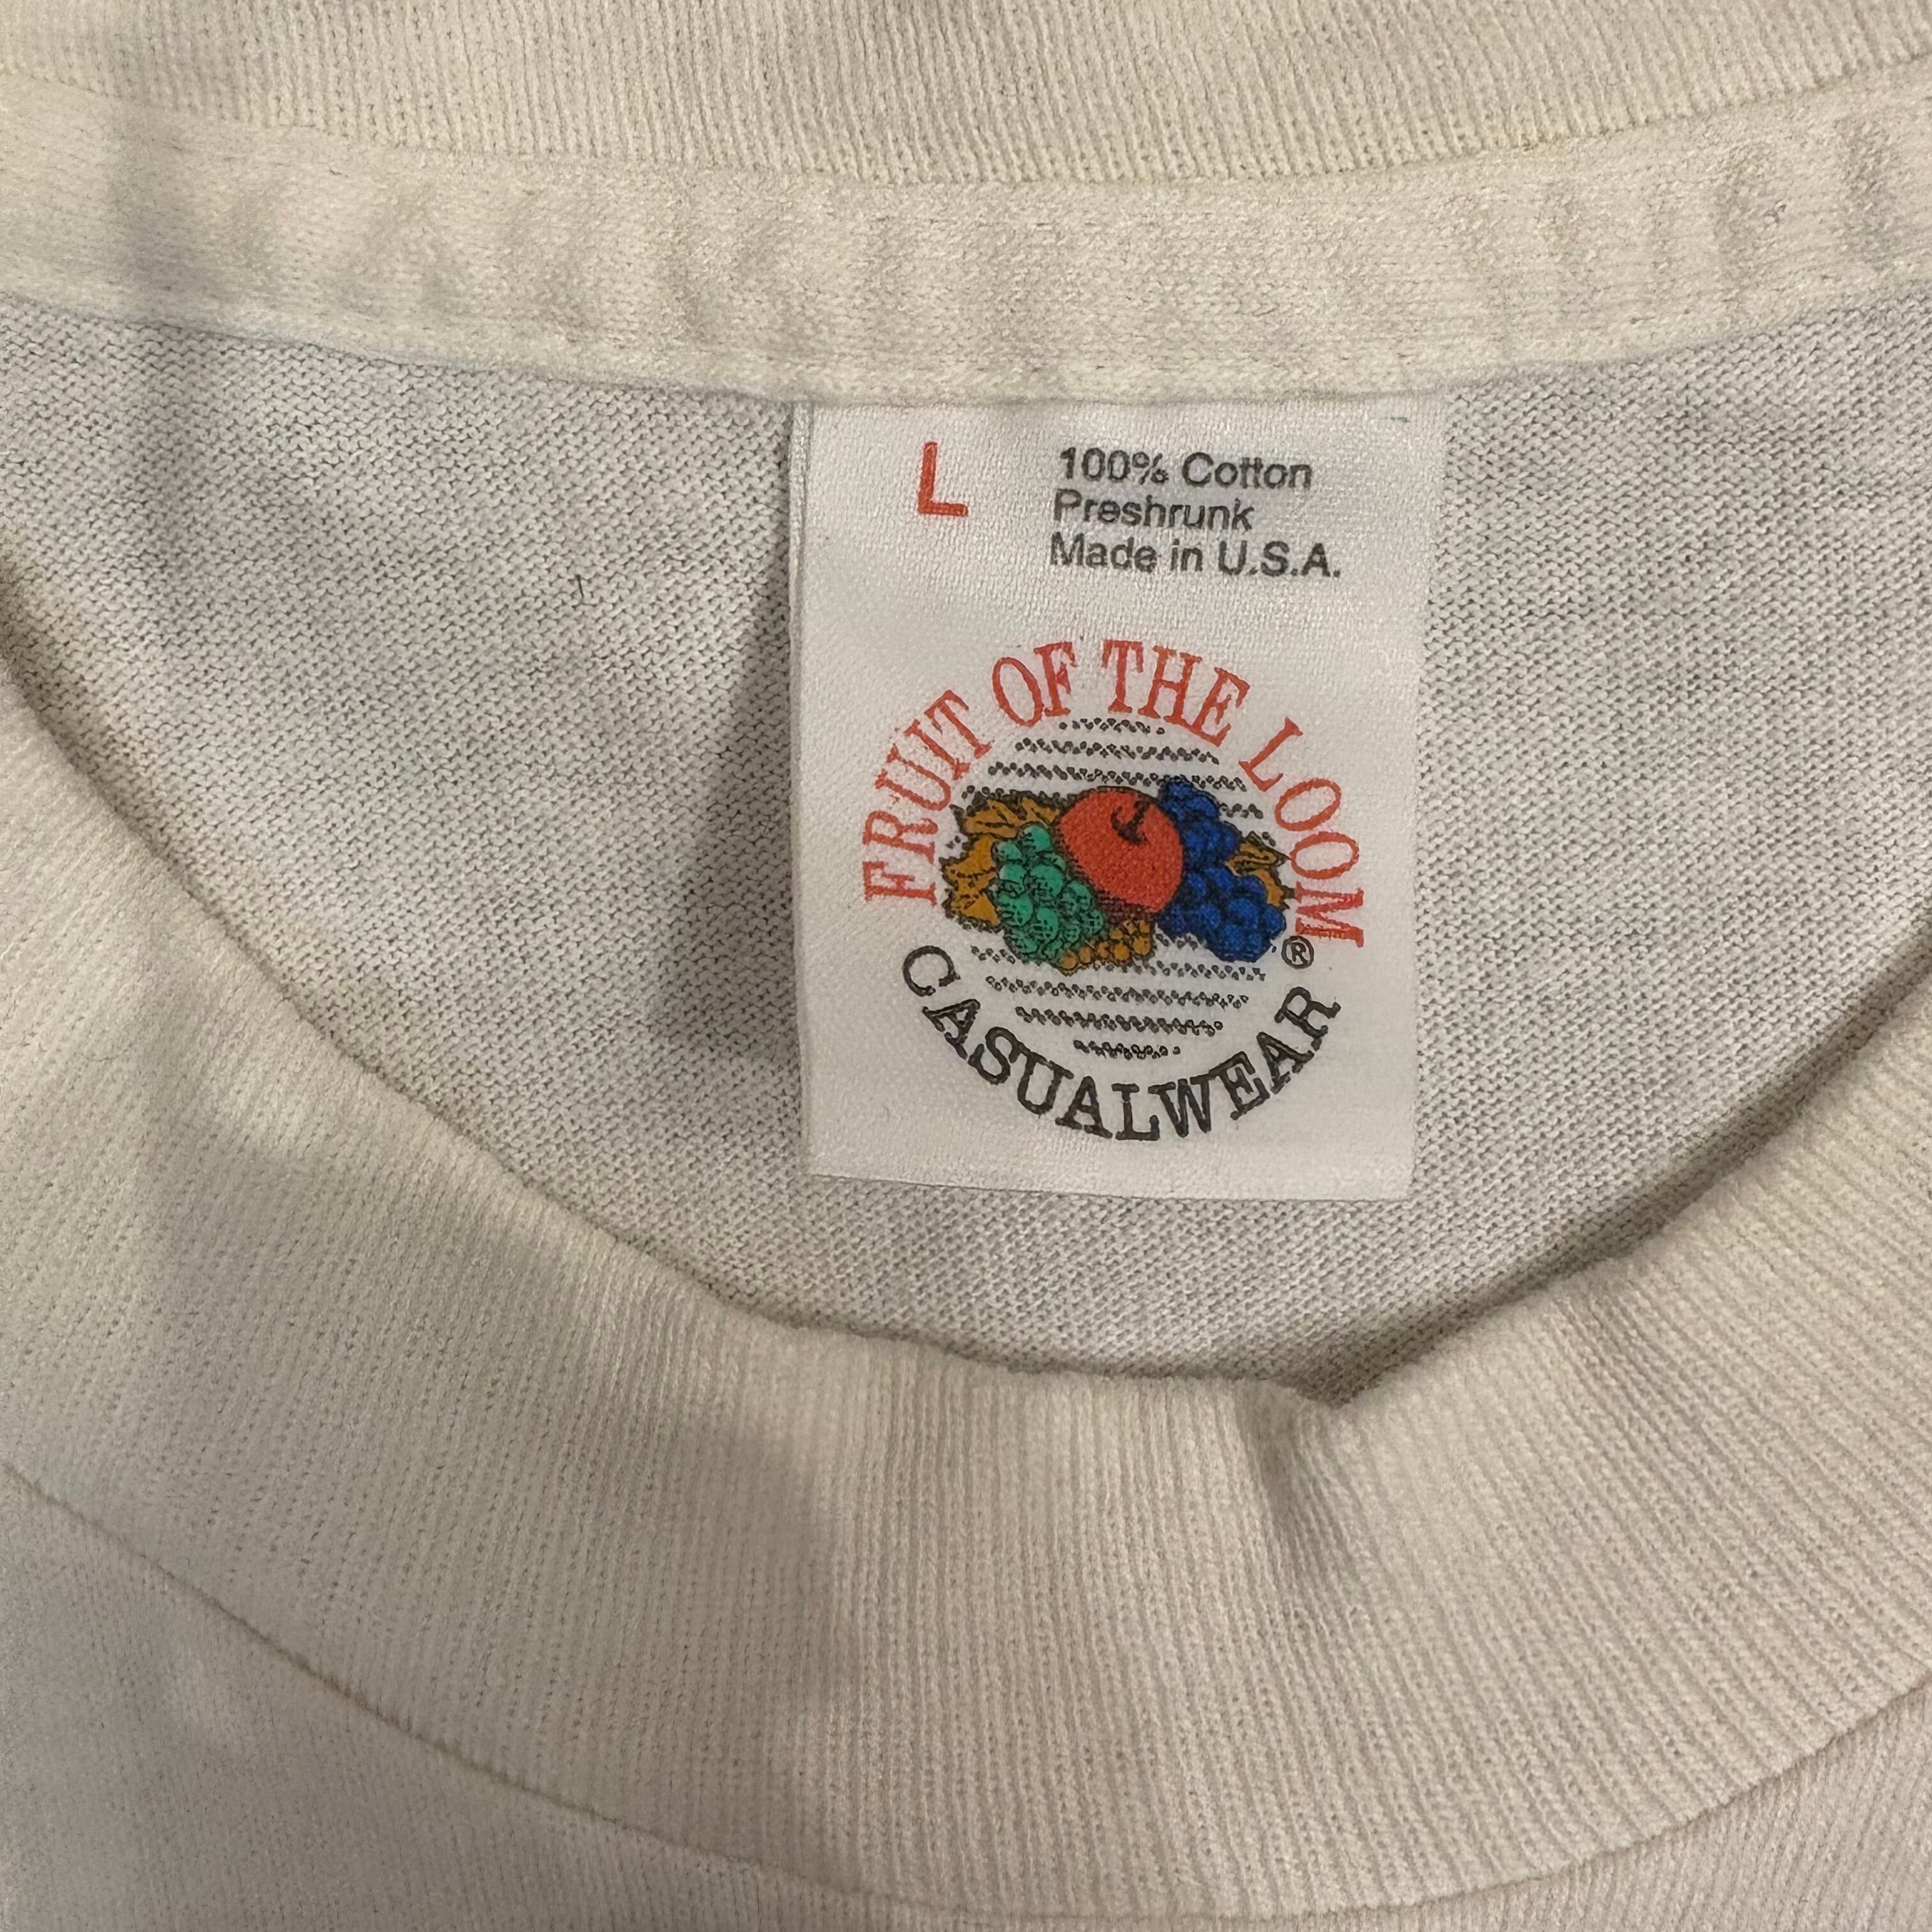 L
100% Cotton
Preshrunk
Made in U.S.A.
FRUIT OF THE LOOM
®
CASUALWEAR